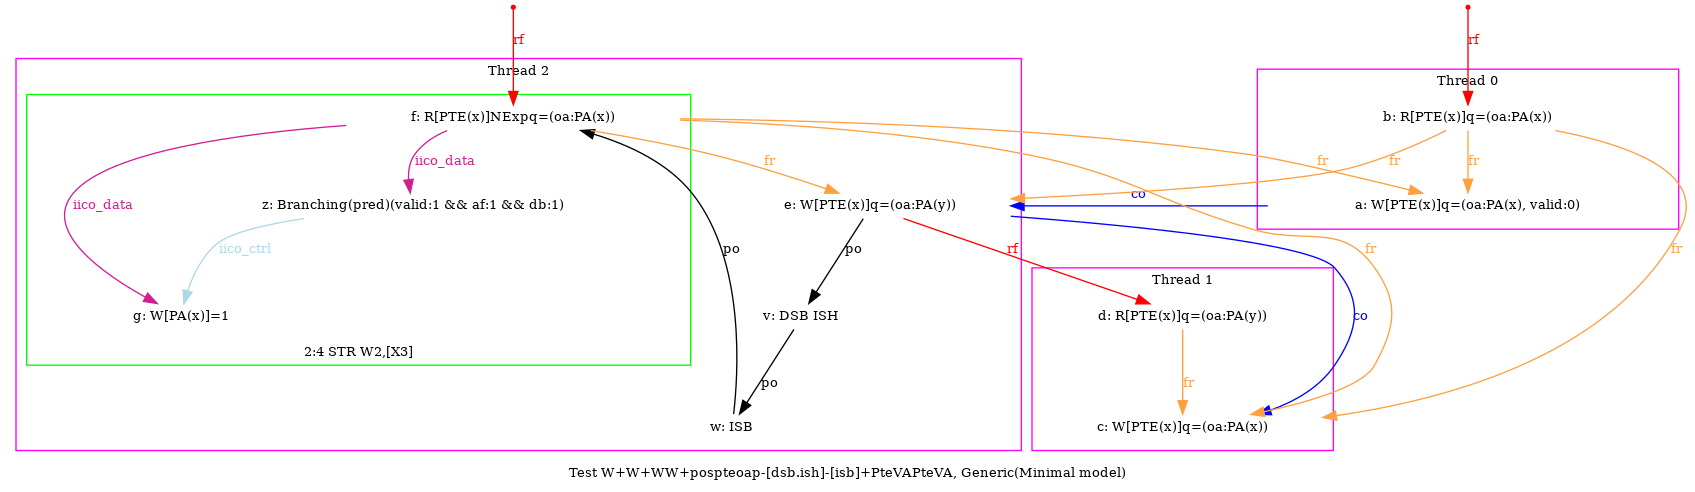 rf
rf
Thread 2
Thread 0
f: R[PTE(x)]NExpq=(oa:PA(x))
b: R[PTE(x)]q=(oa:PA(x))
iico_data
fr
fr
fr
fr
iico_data
z: Branching(pred)(valid:1 && af:1 && db:1)
e: W[PTE(x)]q=(oa:PA(y))
co
a: W[PTE(x)]q=(oa:PA(x), valid:0)
iico_ctrl
po
po
rf
fr
fr
Thread 1
g: W[PA(x)]=1
v: DSB ISH
d: R[PTE(x)]q=(oa:PA(y))
co
2:4 STR W2,[X3]
po
fr
w: ISB
c: W[PTE(x)]q=(oa:PA(x))
Test W+W+WW+pospteoap-[dsb.ish]-[isb]+PteVAPteVA, Generic(Minimal model)